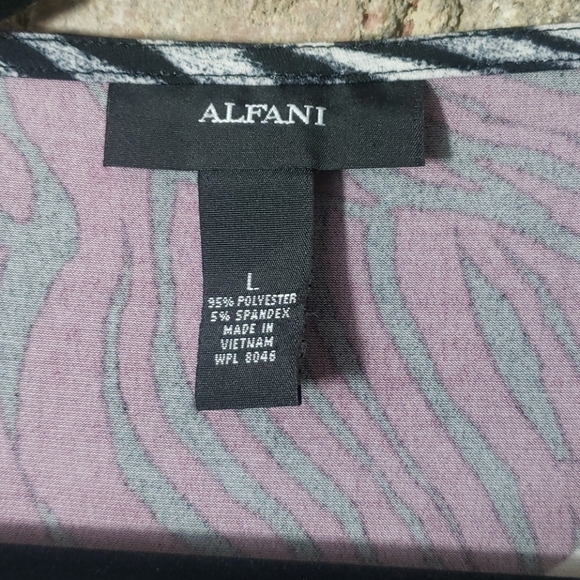 ALFANI
L
95% POLYESTER
5% SPANDEX
MADE IN
VIETNAM
WPL 8046